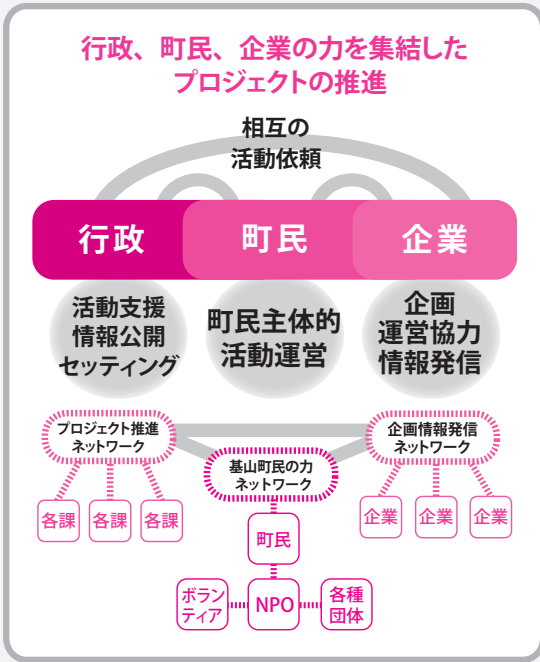 行政、町民、企業の力を集結した
プロジェクトの推進
相互の
活動依頼
行政
町民
企業
活動支援
情報公開
セッティング
町民主体的
活動運営
企画
運営協力
情報発信
プロジェクト推進
ネットワーク
基山町民の力
ネットワーク
企画情報発信
ネットワーク
各課
各課
各課
企業
企業
企業
町民
ボラン
ティア
NPO
各種
団体